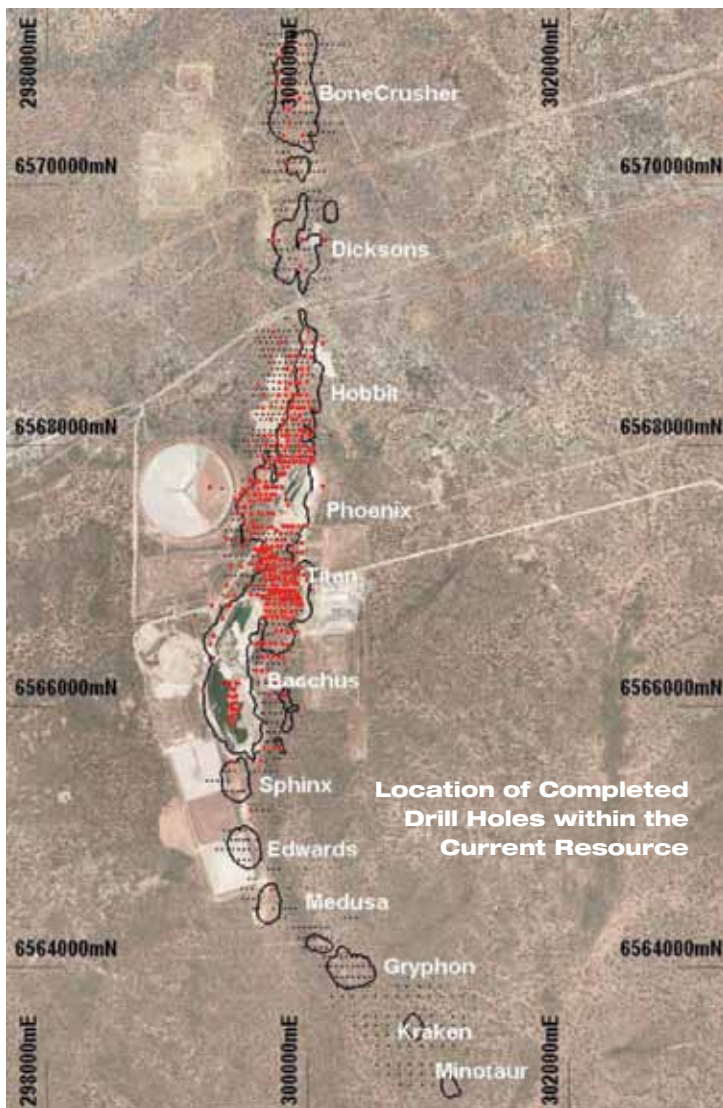 298000mE
300000mE
302000mE
BoneCrusher
6570000mN
6570000mN
Dicksons
Hobbit
6568000mN
6568000mN
Phoenix
Titan
Bacchus
6566000mN
6566000mN
Sphinx
Location of Completed
Drill Holes within the
Current Resource
Edwards
Medusa
6564000mN
6564000mN
Gryphon
Kraken
Minotaur
298000mE
300000mE
302000mE